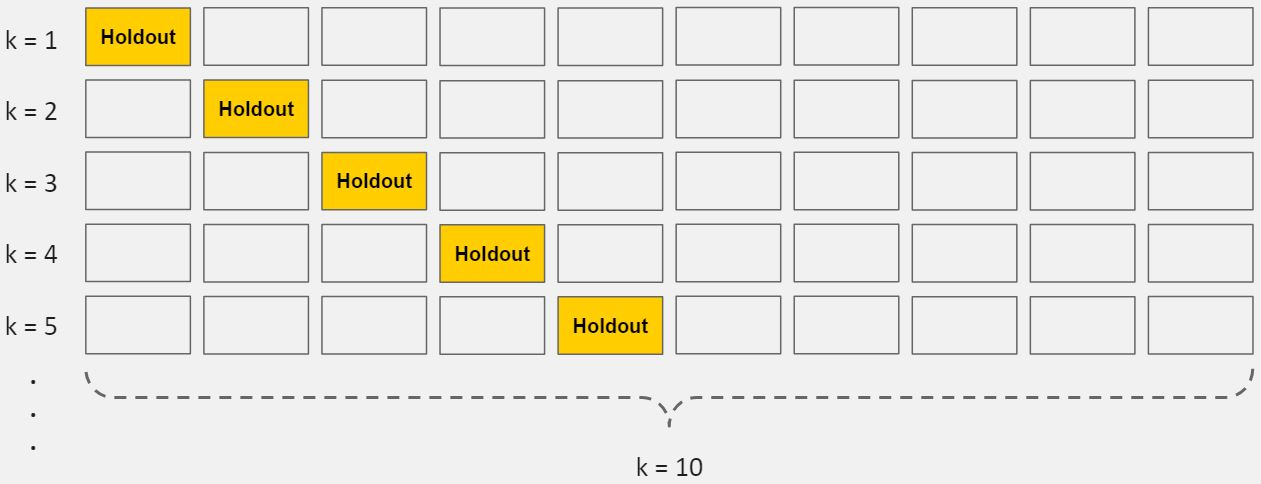 k = 1 Holdout
k = 2 Holdout
k = 3 Holdout
k = 4 Holdout
k = 5 Holdout
.
.
.
k = 10